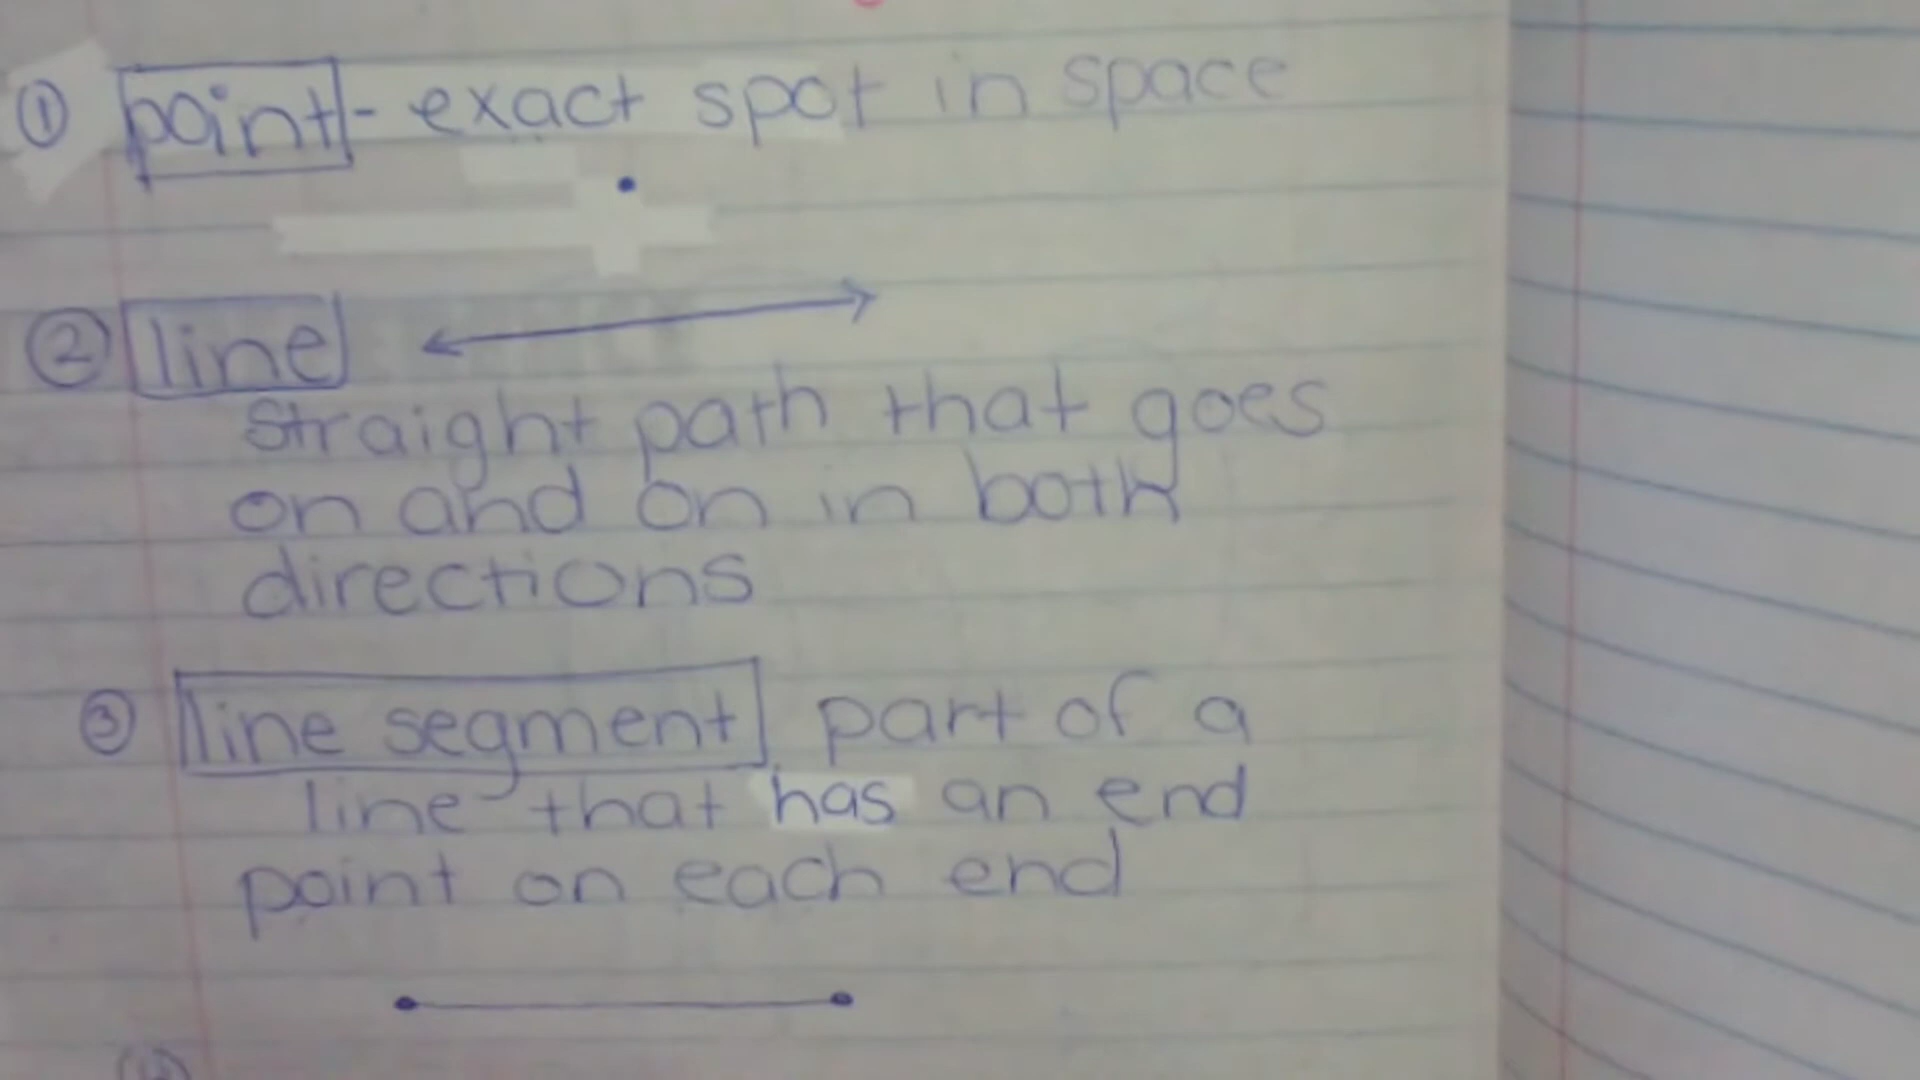 ① point - exact spot in space
② line
straight path that goes
on and on in both
directions
③ line segment part of a
line that has an end
point on each end